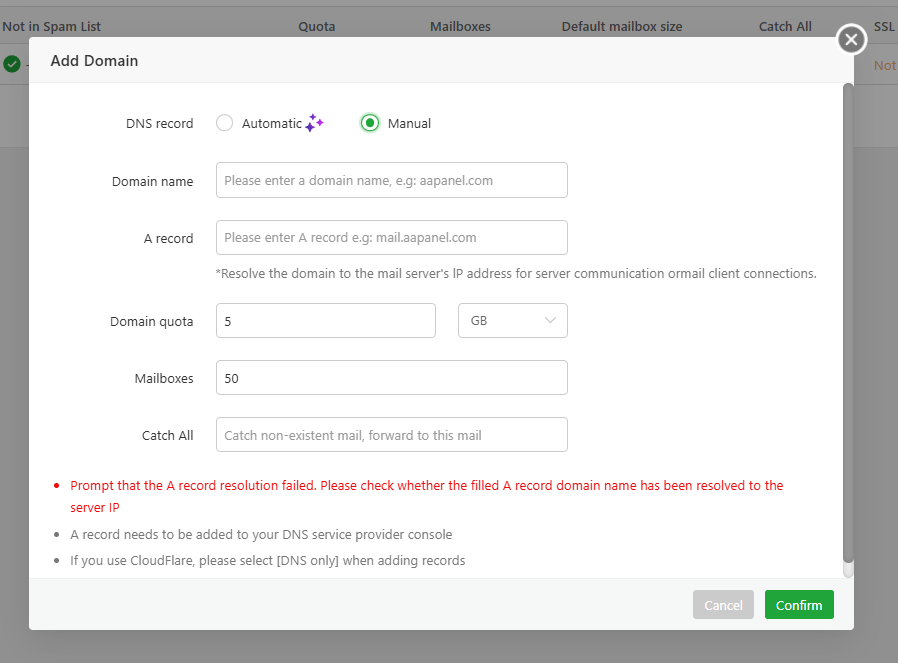 Not in Spam List Quota Mailboxes Default mailbox size Catch All SSL
Not
Add Domain
DNS record Automatic Manual
Domain name Please enter a domain name, e.g: aapanel.com
A record Please enter A record e.g: mail.aapanel.com
*Resolve the domain to the mail server's IP address for server communication ormail client connections.
Domain quota 5 GB
Mailboxes 50
Catch All Catch non-existent mail, forward to this mail
Prompt that the A record resolution failed. Please check whether the filled A record domain name has been resolved to the
server IP
A record needs to be added to your DNS service provider console
If you use CloudFlare, please select [DNS only] when adding records
Cancel Confirm